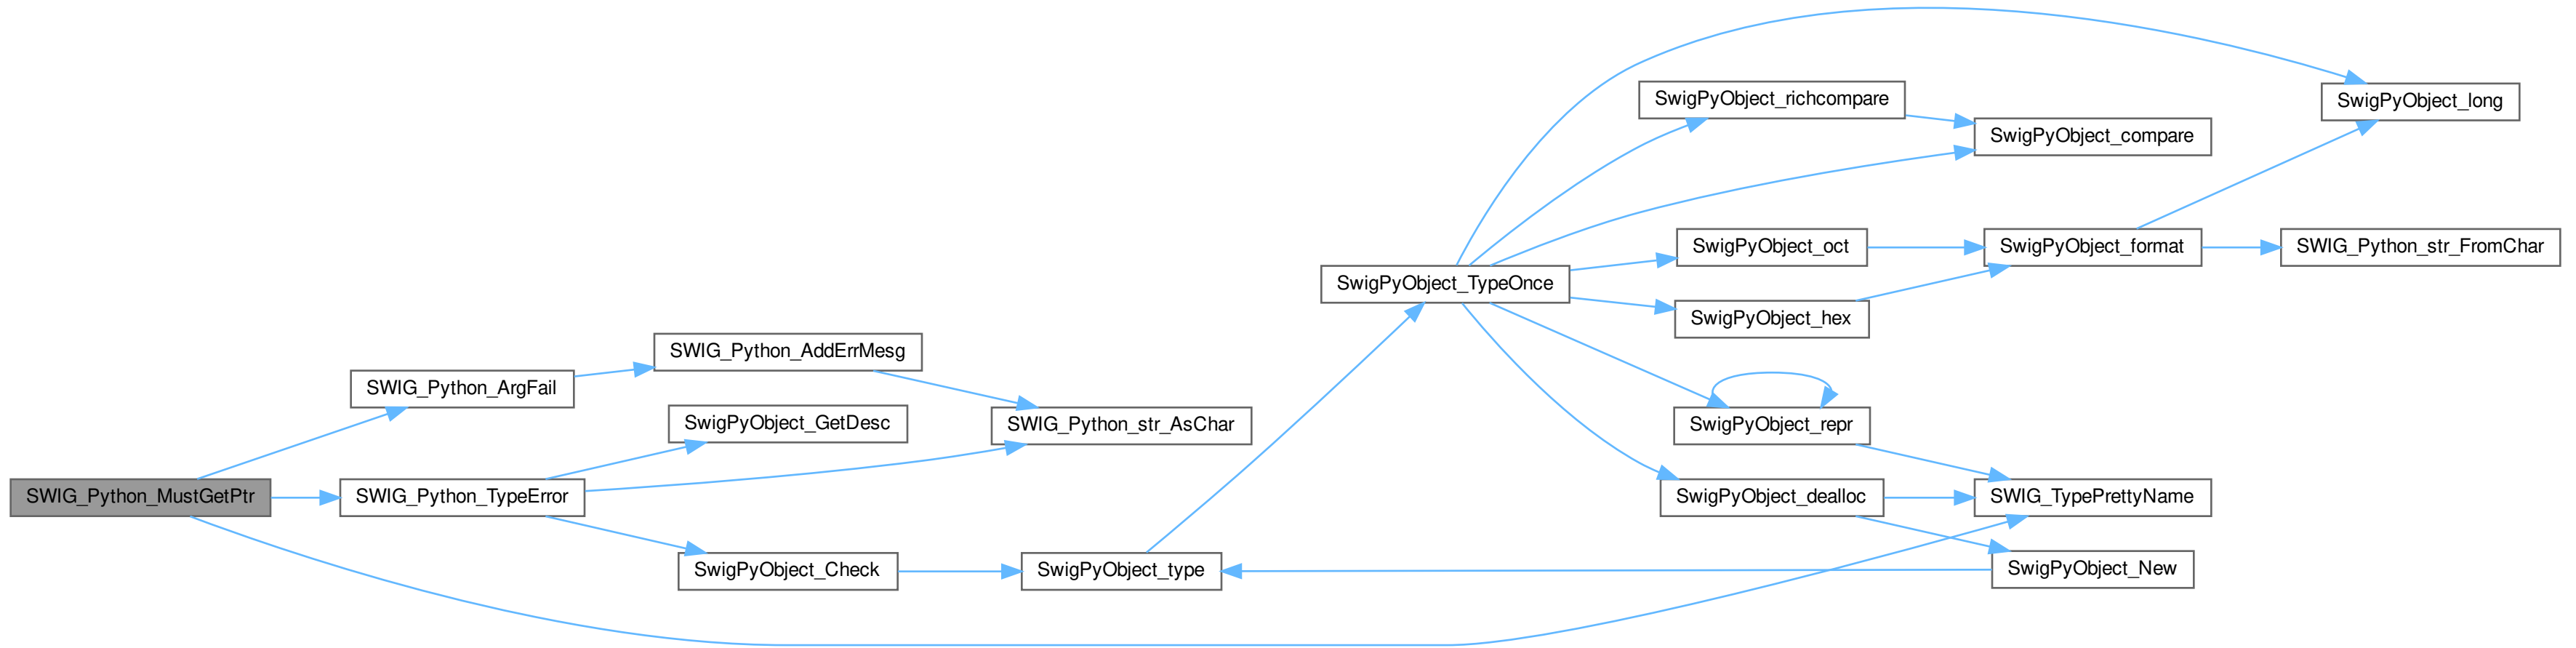 SWIG_Python_MustGetPtr
SWIG_Python_ArgFail
SWIG_Python_TypeError
SWIG_Python_AddErrMesg
SwigPyObject_GetDesc
SwigPyObject_Check
SWIG_Python_str_AsChar
SwigPyObject_type
SwigPyObject_TypeOnce
SwigPyObject_richcompare
SwigPyObject_oct
SwigPyObject_hex
SwigPyObject_repr
SwigPyObject_dealloc
SwigPyObject_compare
SwigPyObject_format
SWIG_TypePrettyName
SwigPyObject_New
SwigPyObject_long
SWIG_Python_str_FromChar